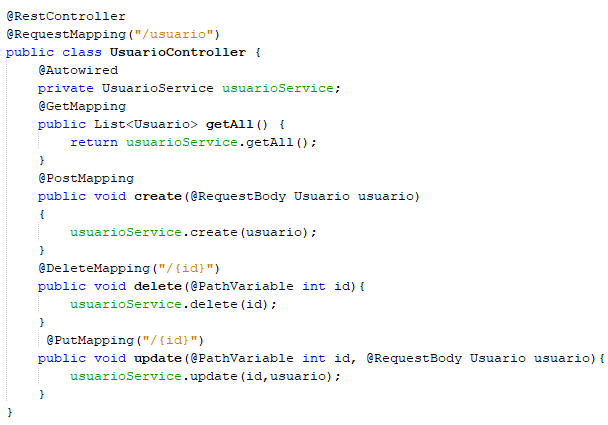 @RestController
@RequestMapping("/usuario")
public class UsuarioController {
    @Autowired
    private UsuarioService usuarioService;
    @GetMapping
    public List<Usuario> getAll() {
        return usuarioService.getAll();
    }
    @PostMapping
    public void create(@RequestBody Usuario usuario)
    {
        usuarioService.create(usuario);
    }
    @DeleteMapping("/{id}")
    public void delete(@PathVariable int id){
        usuarioService.delete(id);
    }
     @PutMapping("/{id}")
    public void update(@PathVariable int id, @RequestBody Usuario usuario){
        usuarioService.update(id,usuario);
    }
}